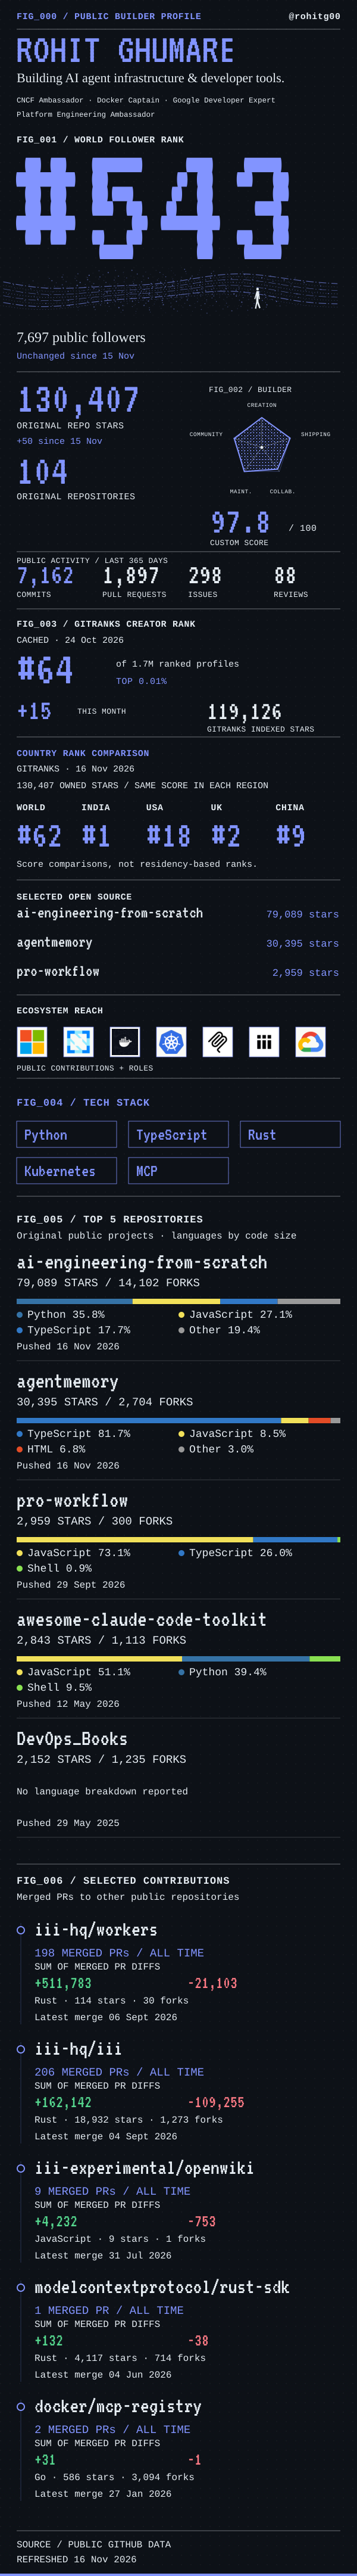 FIG_000 / PUBLIC BUILDER PROFILE @rohitg00
ROHIT GHUMARE
Building AI agent infrastructure & developer tools.
CNCF Ambassador · Docker Captain · Google Developer Expert
Platform Engineering Ambassador
FIG_001 / WORLD FOLLOWER RANK
#543
7,697 public followers
Unchanged since 15 Nov
130,407
ORIGINAL REPO STARS
+50 since 15 Nov
104
ORIGINAL REPOSITORIES
FIG_002 / BUILDER
CREATION
COMMUNITY SHIPPING
MAINT. COLLAB.
97.8 / 100
CUSTOM SCORE
PUBLIC ACTIVITY / LAST 365 DAYS
7,162 1,897 298 88
COMMITS PULL REQUESTS ISSUES REVIEWS
FIG_003 / GITRANKS CREATOR RANK
CACHED · 24 Oct 2026
#64 of 1.7M ranked profiles
TOP 0.01%
+15 THIS MONTH 119,126
GITRANKS INDEXED STARS
COUNTRY RANK COMPARISON
GITRANKS · 16 Nov 2026
130,407 OWNED STARS / SAME SCORE IN EACH REGION
WORLD INDIA USA UK CHINA
#62 #1 #18 #2 #9
Score comparisons, not residency-based ranks.
SELECTED OPEN SOURCE
ai-engineering-from-scratch 79,089 stars
agentmemory 30,395 stars
pro-workflow 2,959 stars
ECOSYSTEM REACH
PUBLIC CONTRIBUTIONS + ROLES
FIG_004 / TECH STACK
Python TypeScript Rust
Kubernetes MCP
FIG_005 / TOP 5 REPOSITORIES
Original public projects · languages by code size
ai-engineering-from-scratch
79,089 STARS / 14,102 FORKS
Python 35.8% JavaScript 27.1%
TypeScript 17.7% Other 19.4%
Pushed 16 Nov 2026
agentmemory
30,395 STARS / 2,704 FORKS
TypeScript 81.7% JavaScript 8.5%
HTML 6.8% Other 3.0%
Pushed 16 Nov 2026
pro-workflow
2,959 STARS / 300 FORKS
JavaScript 73.1% TypeScript 26.0%
Shell 0.9%
Pushed 29 Sept 2026
awesome-claude-code-toolkit
2,843 STARS / 1,113 FORKS
JavaScript 51.1% Python 39.4%
Shell 9.5%
Pushed 12 May 2026
DevOps_Books
2,152 STARS / 1,235 FORKS
No language breakdown reported
Pushed 29 May 2025
FIG_006 / SELECTED CONTRIBUTIONS
Merged PRs to other public repositories
iii-hq/workers
198 MERGED PRs / ALL TIME
SUM OF MERGED PR DIFFS
+511,783 -21,103
Rust · 114 stars · 30 forks
Latest merge 06 Sept 2026
iii-hq/iii
206 MERGED PRs / ALL TIME
SUM OF MERGED PR DIFFS
+162,142 -109,255
Rust · 18,932 stars · 1,273 forks
Latest merge 04 Sept 2026
iii-experimental/openwiki
9 MERGED PRs / ALL TIME
SUM OF MERGED PR DIFFS
+4,232 -753
JavaScript · 9 stars · 1 forks
Latest merge 31 Jul 2026
modelcontextprotocol/rust-sdk
1 MERGED PR / ALL TIME
SUM OF MERGED PR DIFFS
+132 -38
Rust · 4,117 stars · 714 forks
Latest merge 04 Jun 2026
docker/mcp-registry
2 MERGED PRs / ALL TIME
SUM OF MERGED PR DIFFS
+31 -1
Go · 586 stars · 3,094 forks
Latest merge 27 Jan 2026
SOURCE / PUBLIC GITHUB DATA
REFRESHED 16 Nov 2026